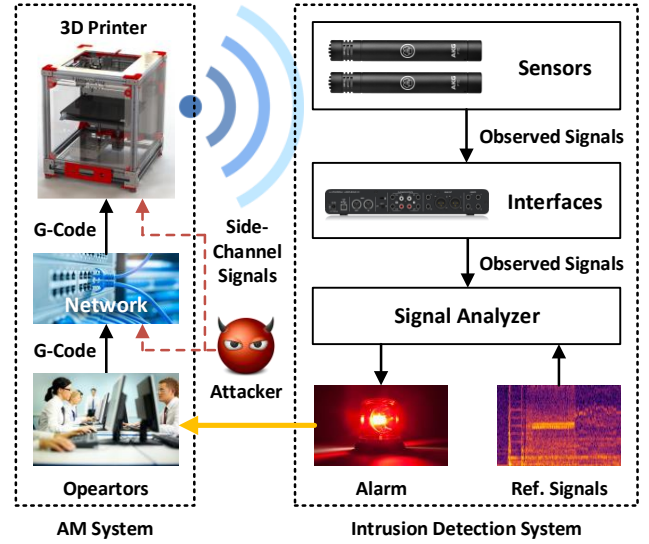 3D Printer
G-Code
Network
G-Code
Opeartors
AM System
Side-
Channel
Signals
Attacker
Sensors
Observed Signals
Interfaces
Observed Signals
Signal Analyzer
Alarm
Ref. Signals
Intrusion Detection System